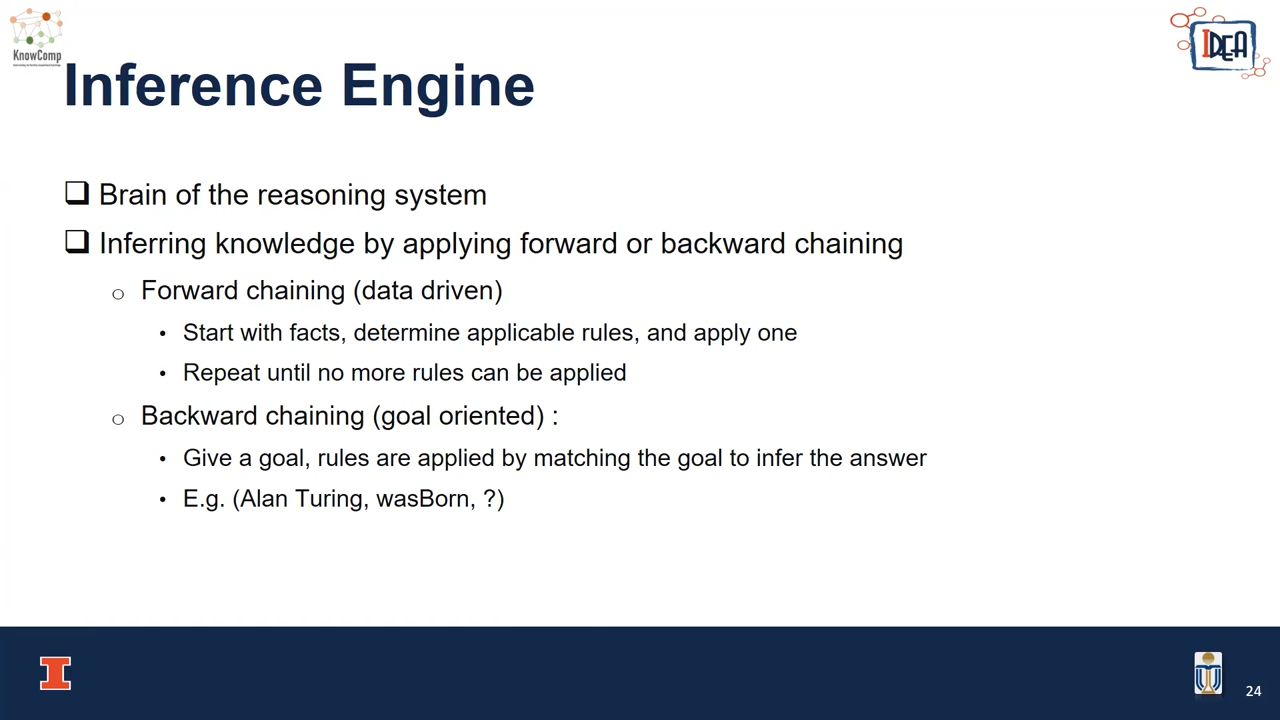 KnowComp
IDEA
Inference Engine
❑ Brain of the reasoning system
❑ Inferring knowledge by applying forward or backward chaining
o Forward chaining (data driven)
• Start with facts, determine applicable rules, and apply one
• Repeat until no more rules can be applied
o Backward chaining (goal oriented) :
• Give a goal, rules are applied by matching the goal to infer the answer
• E.g. (Alan Turing, wasBorn, ?)
I
24